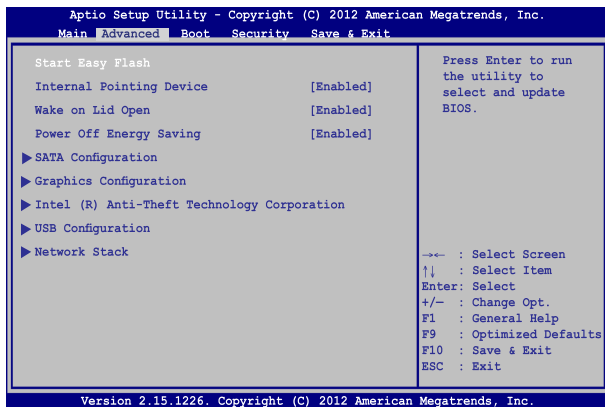 Aptio Setup Utility - Copyright (C) 2012 American Megatrends, Inc.
Main Advanced Boot Security Save & Exit
Start Easy Flash
Internal Pointing Device [Enabled]
Wake on Lid Open [Enabled]
Power Off Energy Saving [Enabled]
SATA Configuration
Graphics Configuration
Intel (R) Anti-Theft Technology Corporation
USB Configuration
Network Stack
Press Enter to run
the utility to
select and update
BIOS.
→← : Select Screen
↑↓ : Select Item
Enter: Select
+/— : Change Opt.
F1 : General Help
F9 : Optimized Defaults
F10 : Save & Exit
ESC : Exit
Version 2.15.1226. Copyright (C) 2012 American Megatrends, Inc.